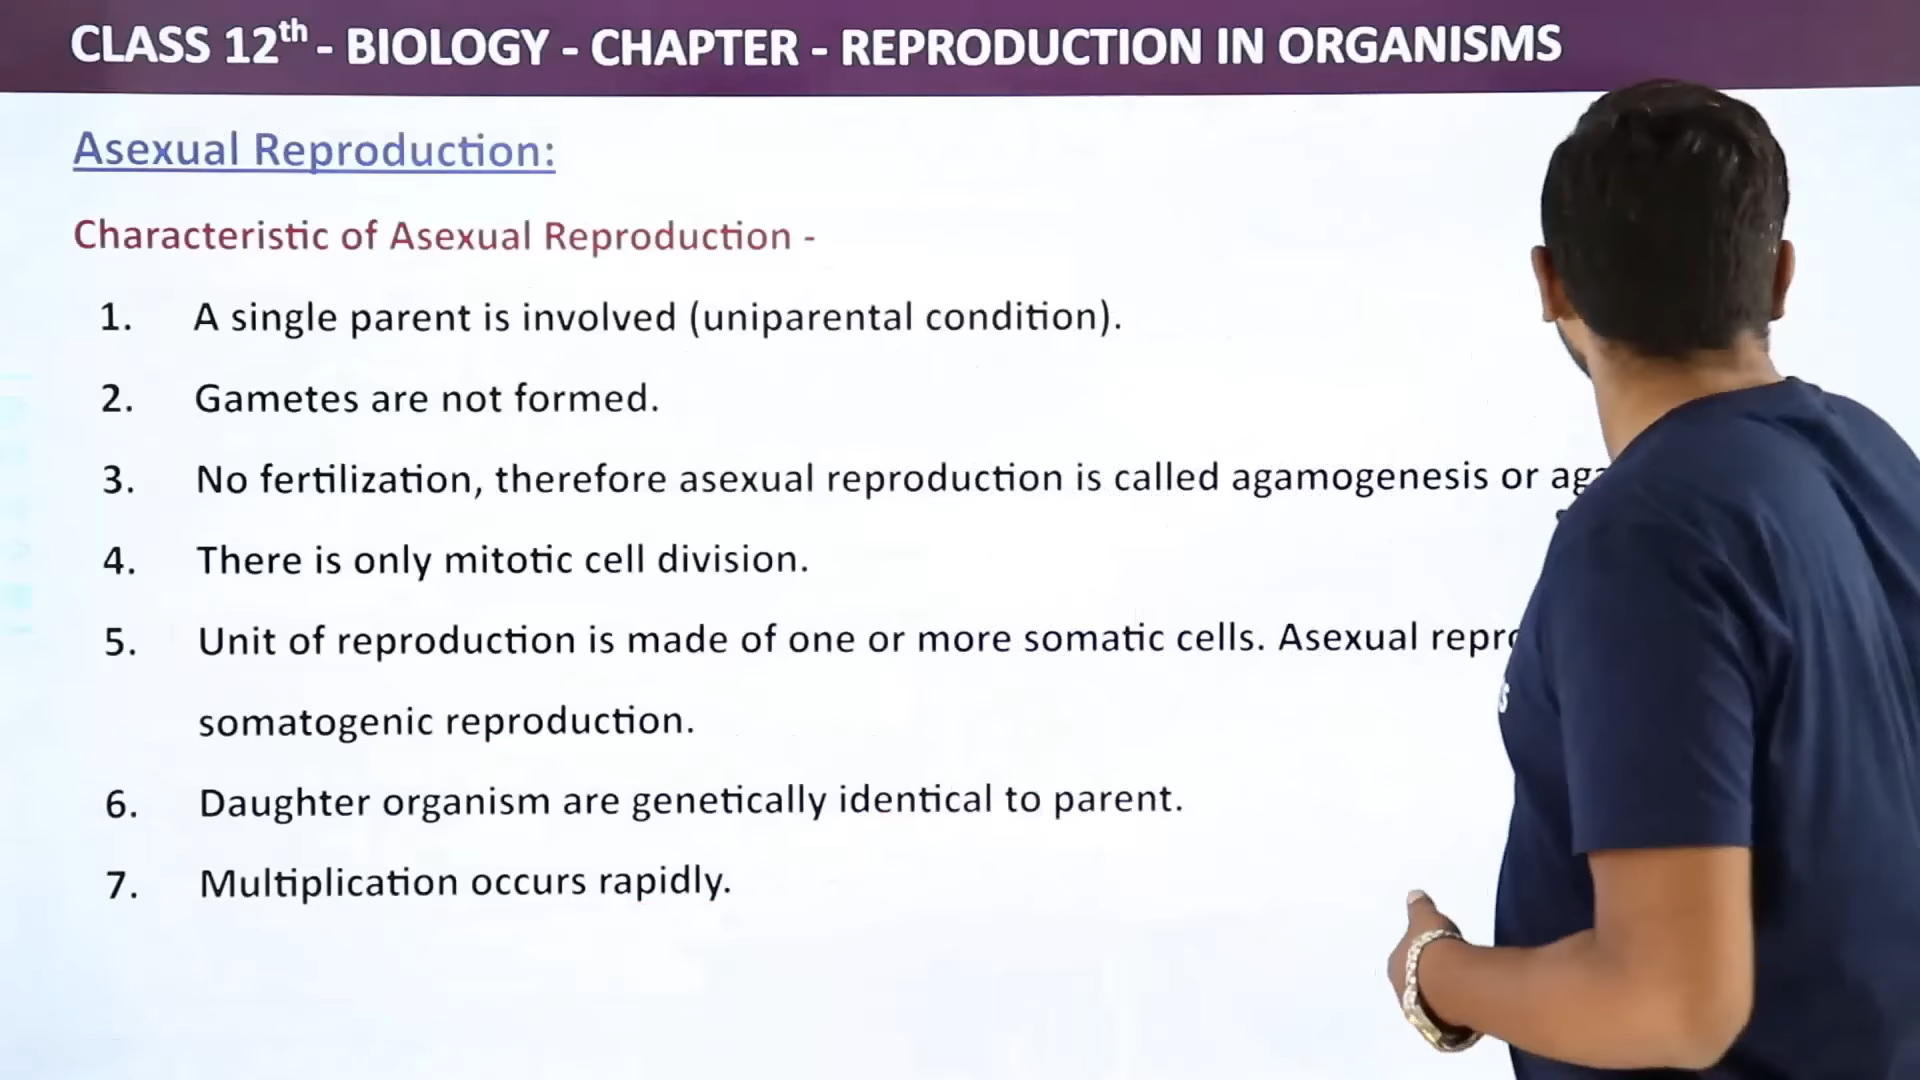 CLASS 12th - BIOLOGY - CHAPTER - REPRODUCTION IN ORGANISMS
Asexual Reproduction:
Characteristic of Asexual Reproduction -
1. A single parent is involved (uniparental condition).
2. Gametes are not formed.
3. No fertilization, therefore asexual reproduction is called agamogenesis or
4. There is only mitotic cell division.
5. Unit of reproduction is made of one or more somatic cells. Asexual
somatogenic reproduction.
6. Daughter organism are genetically identical to parent.
7. Multiplication occurs rapidly.